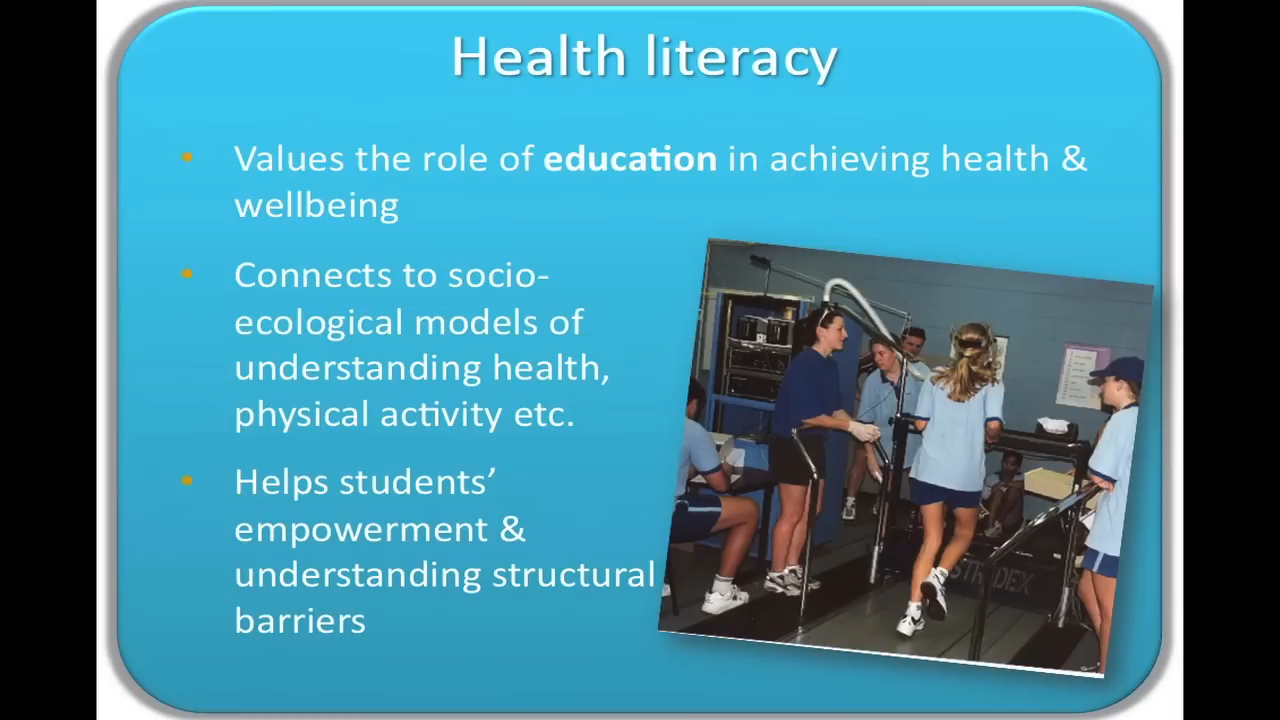 Health literacy
• Values the role of education in achieving health &
wellbeing
• Connects to socio-
ecological models of
understanding health,
physical activity etc.
• Helps students’
empowerment &
understanding structural
barriers